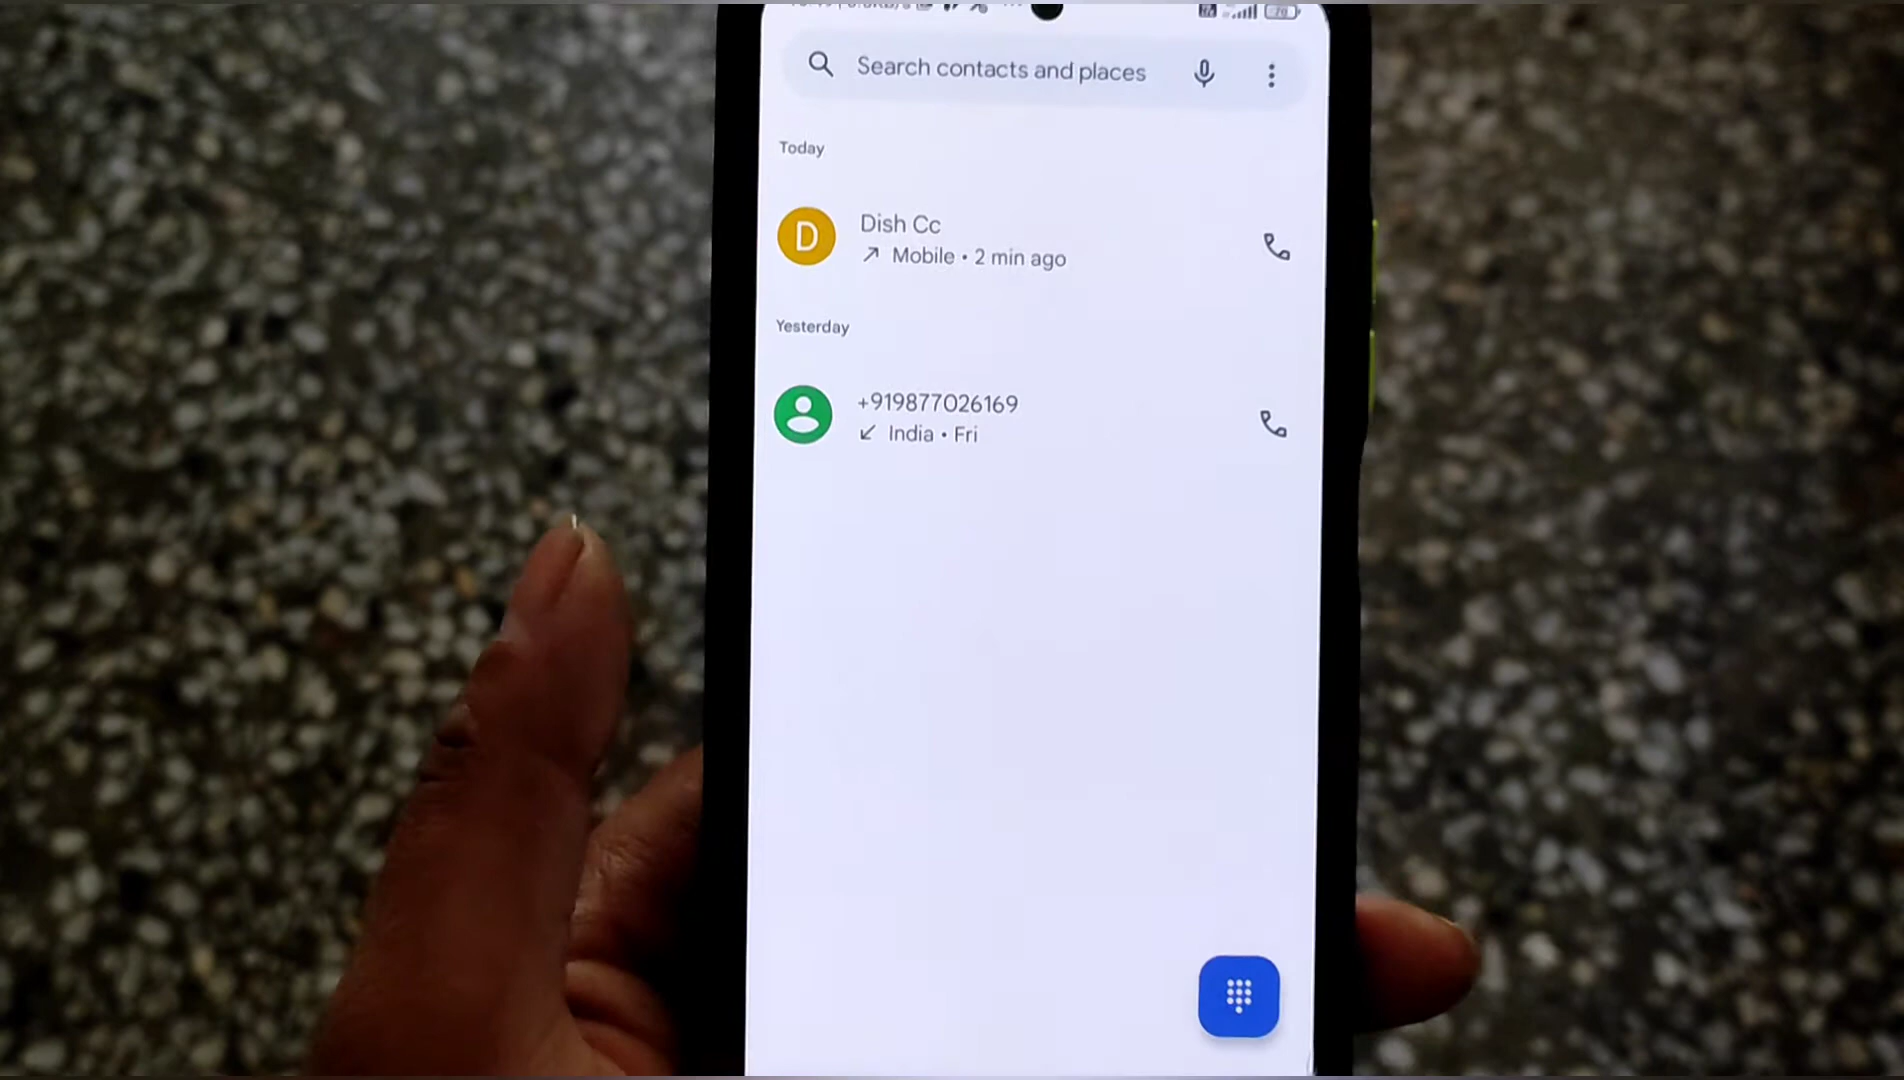 Search contacts and places
Today
D
Dish Cc
Mobile • 2 min ago
Yesterday
+919877026169
India • Fri